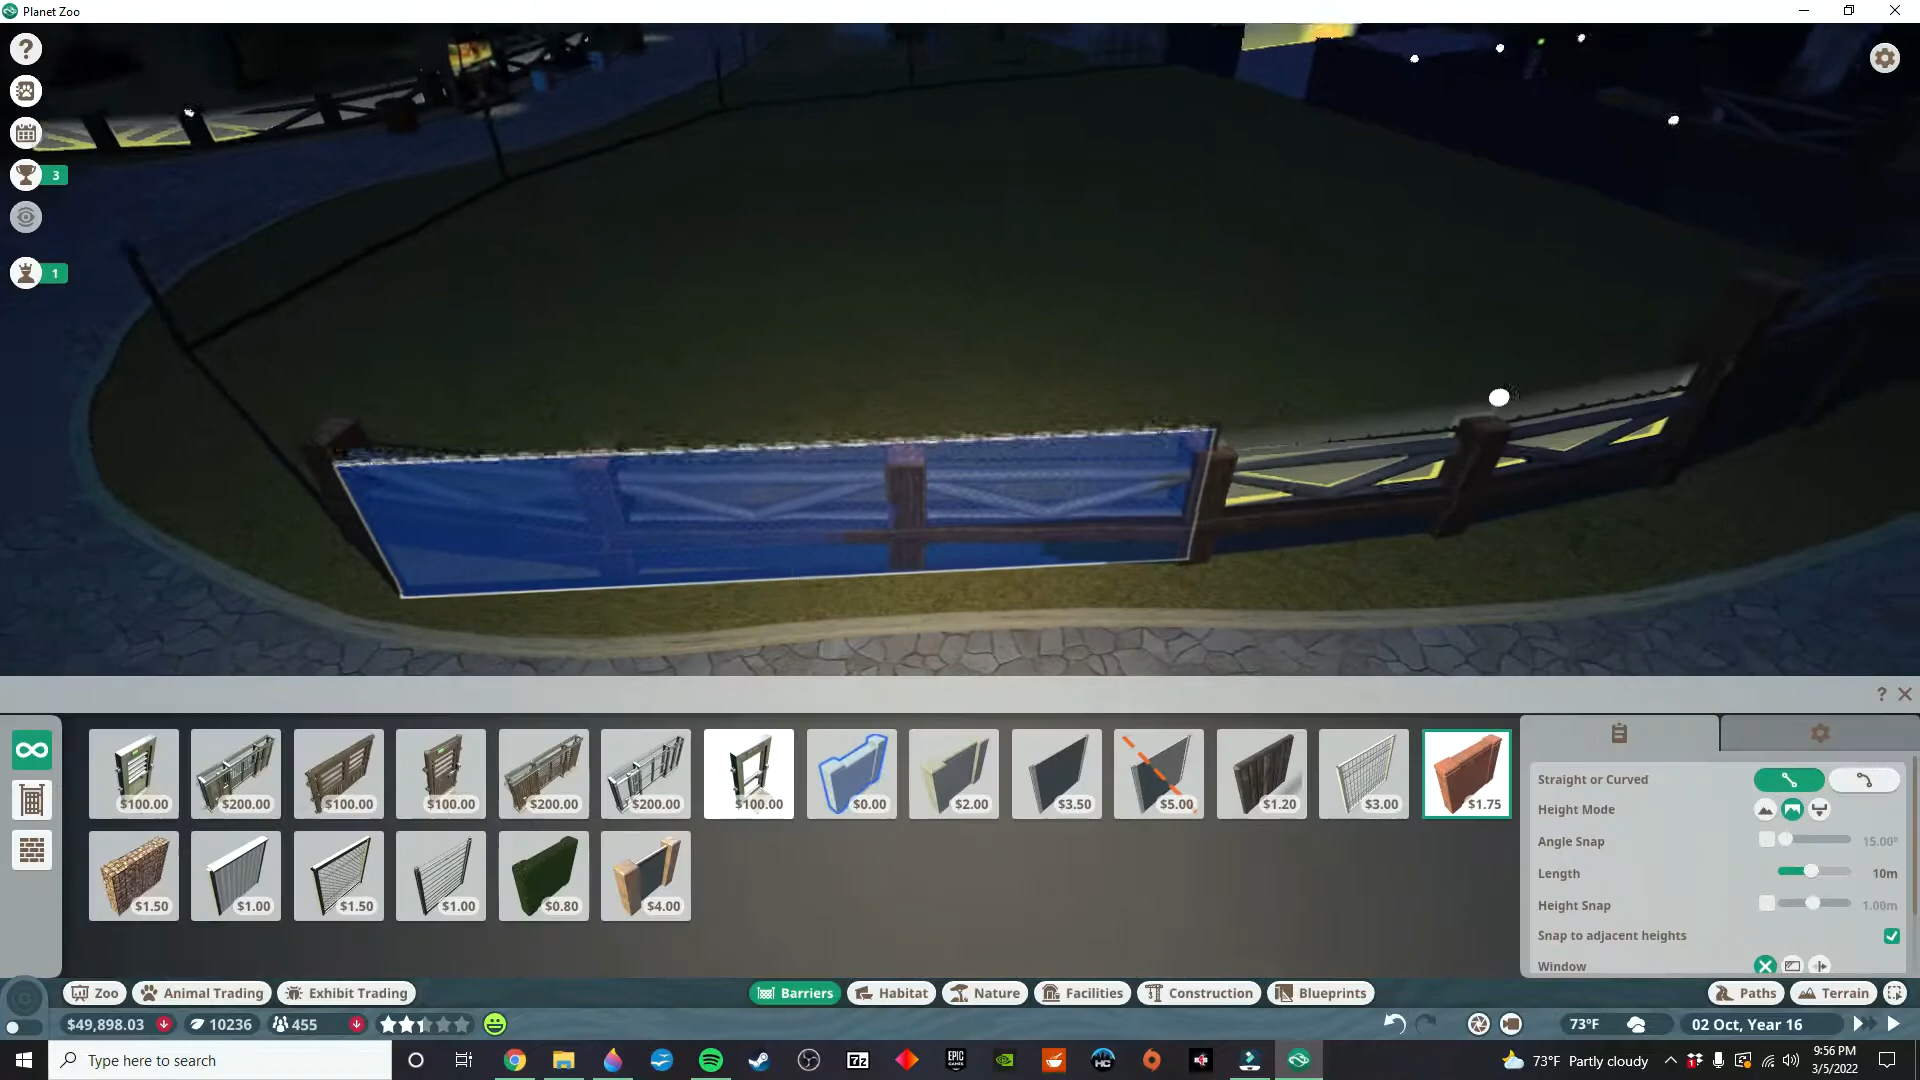 Planet Zoo
3
1
$100.00
$200.00
$100.00
$100.00
$200.00
$200.00
$100.00
$0.00
$2.00
$3.50
$5.00
$1.20
$3.00
$1.75
$1.50
$1.00
$1.50
$1.00
$0.80
$4.00
?
Straight or Curved
Height Mode
Angle Snap 15.00°
Length 10m
Height Snap 1.00m
Snap to adjacent heights
Window
Zoo Animal Trading Exhibit Trading Barriers Habitat Nature Facilities Construction Blueprints Paths Terrain
$49,898.03 10236 455 73°F 02 Oct, Year 16
Type here to search
7z
EPIC GAMES
HC
73°F Partly cloudy
9:56 PM
3/5/2022